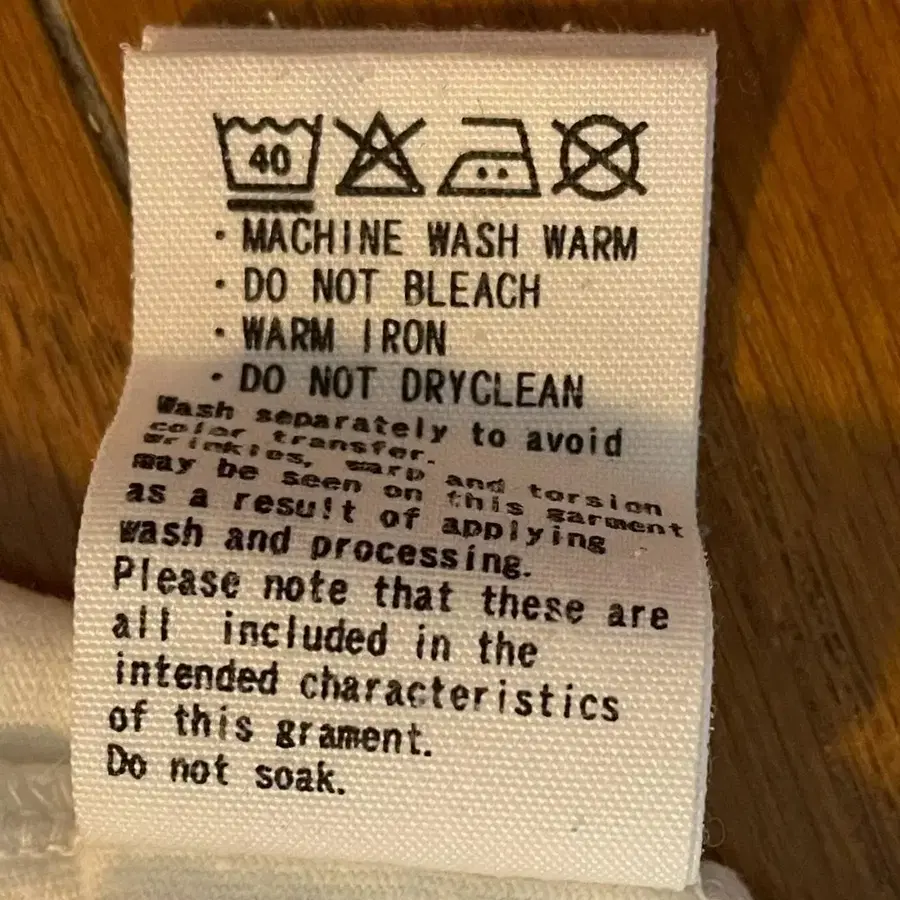 40
· MACHINE WASH WARM
· DO NOT BLEACH
· WARM IRON
· DO NOT DRYCLEAN
Wash separately to avoid
color transfer.
Wrinkles, warp and torsion
may be seen on this garment
as a result of applying
wash and processing.
Please note that these are
all included in the
intended characteristics
of this grament.
Do not soak.